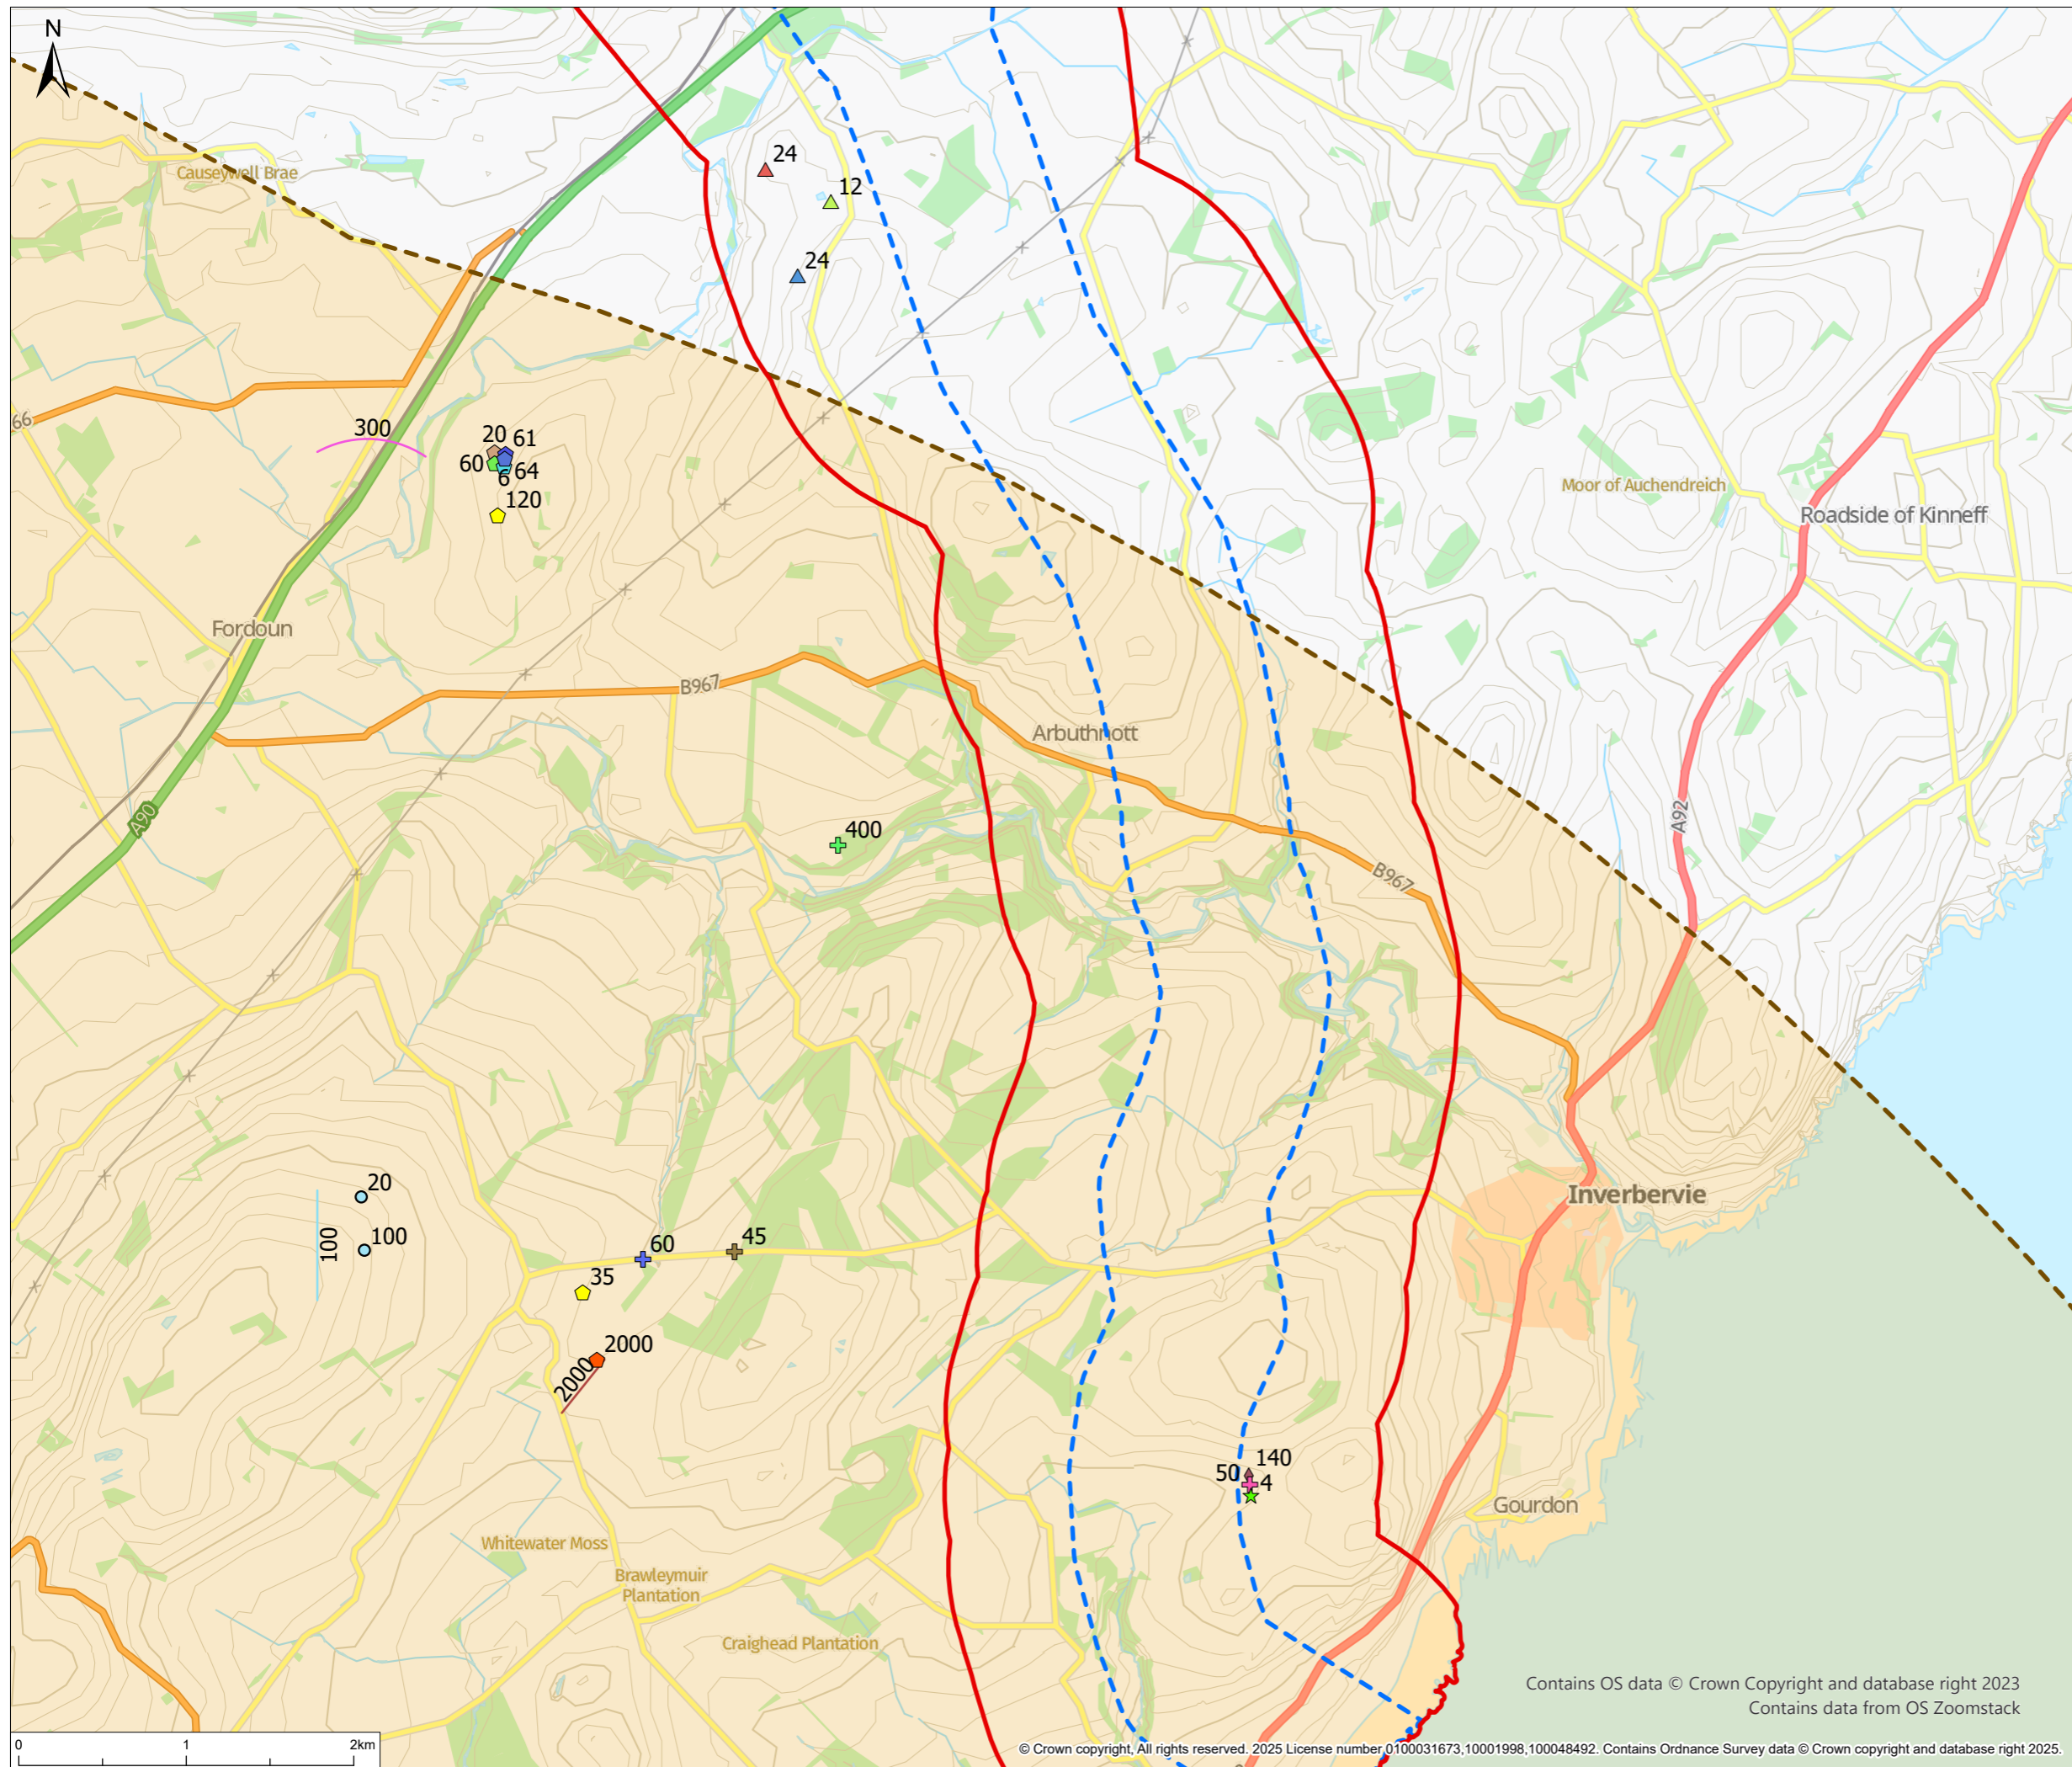 N
24
Causeywell Brae
12
24
66
300
20
61
60
6
64
120
Moor of Auchendreich
Roadside of Kinneff
Fordoun
B967
Arbuthnott
A90
A92
400
B967
20
Inverbervie
100
100
60
45
35
2000
2000
140
50
4
Gourdon
Whitewater Moss
Brawleymuir
Plantation
Craighead Plantation
Contains OS data © Crown Copyright and database right 2023
Contains data from OS Zoomstack
0
1
2km
© Crown copyright, All rights reserved. 2025 License number 0100031673,10001998,100048492. Contains Ordnance Survey data © Crown copyright and database right 2025.